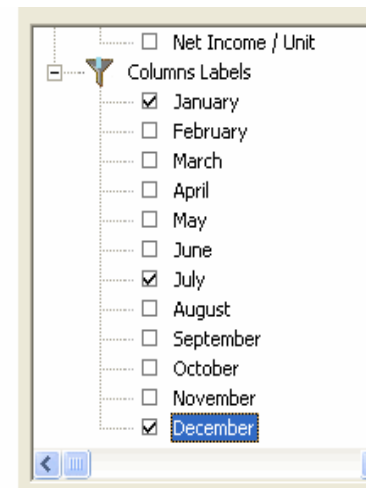 Net Income / Unit
Columns Labels
January
February
March
April
May
June
July
August
September
October
November
December